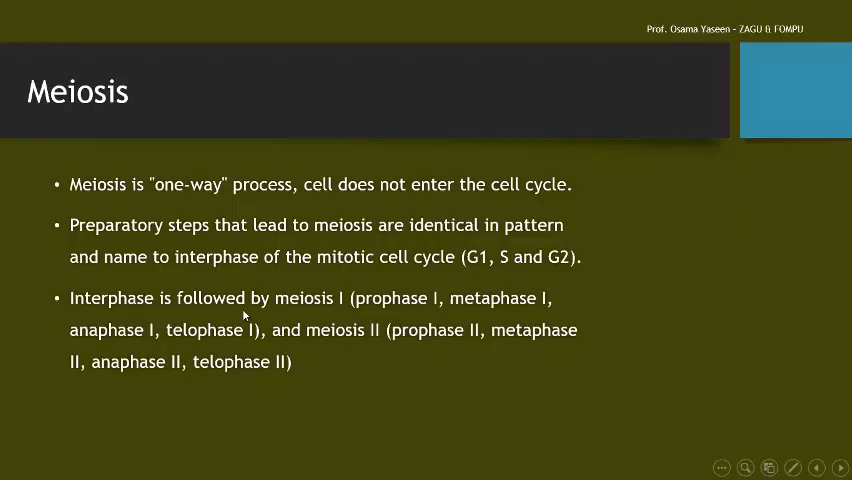 Prof. Osama Yaseen – ZAGU & FOMPU
Meiosis
• Meiosis is "one-way" process, cell does not enter the cell cycle.
• Preparatory steps that lead to meiosis are identical in pattern
and name to interphase of the mitotic cell cycle (G1, S and G2).
• Interphase is followed by meiosis I (prophase I, metaphase I,
anaphase I, telophase I), and meiosis II (prophase II, metaphase
II, anaphase II, telophase II)